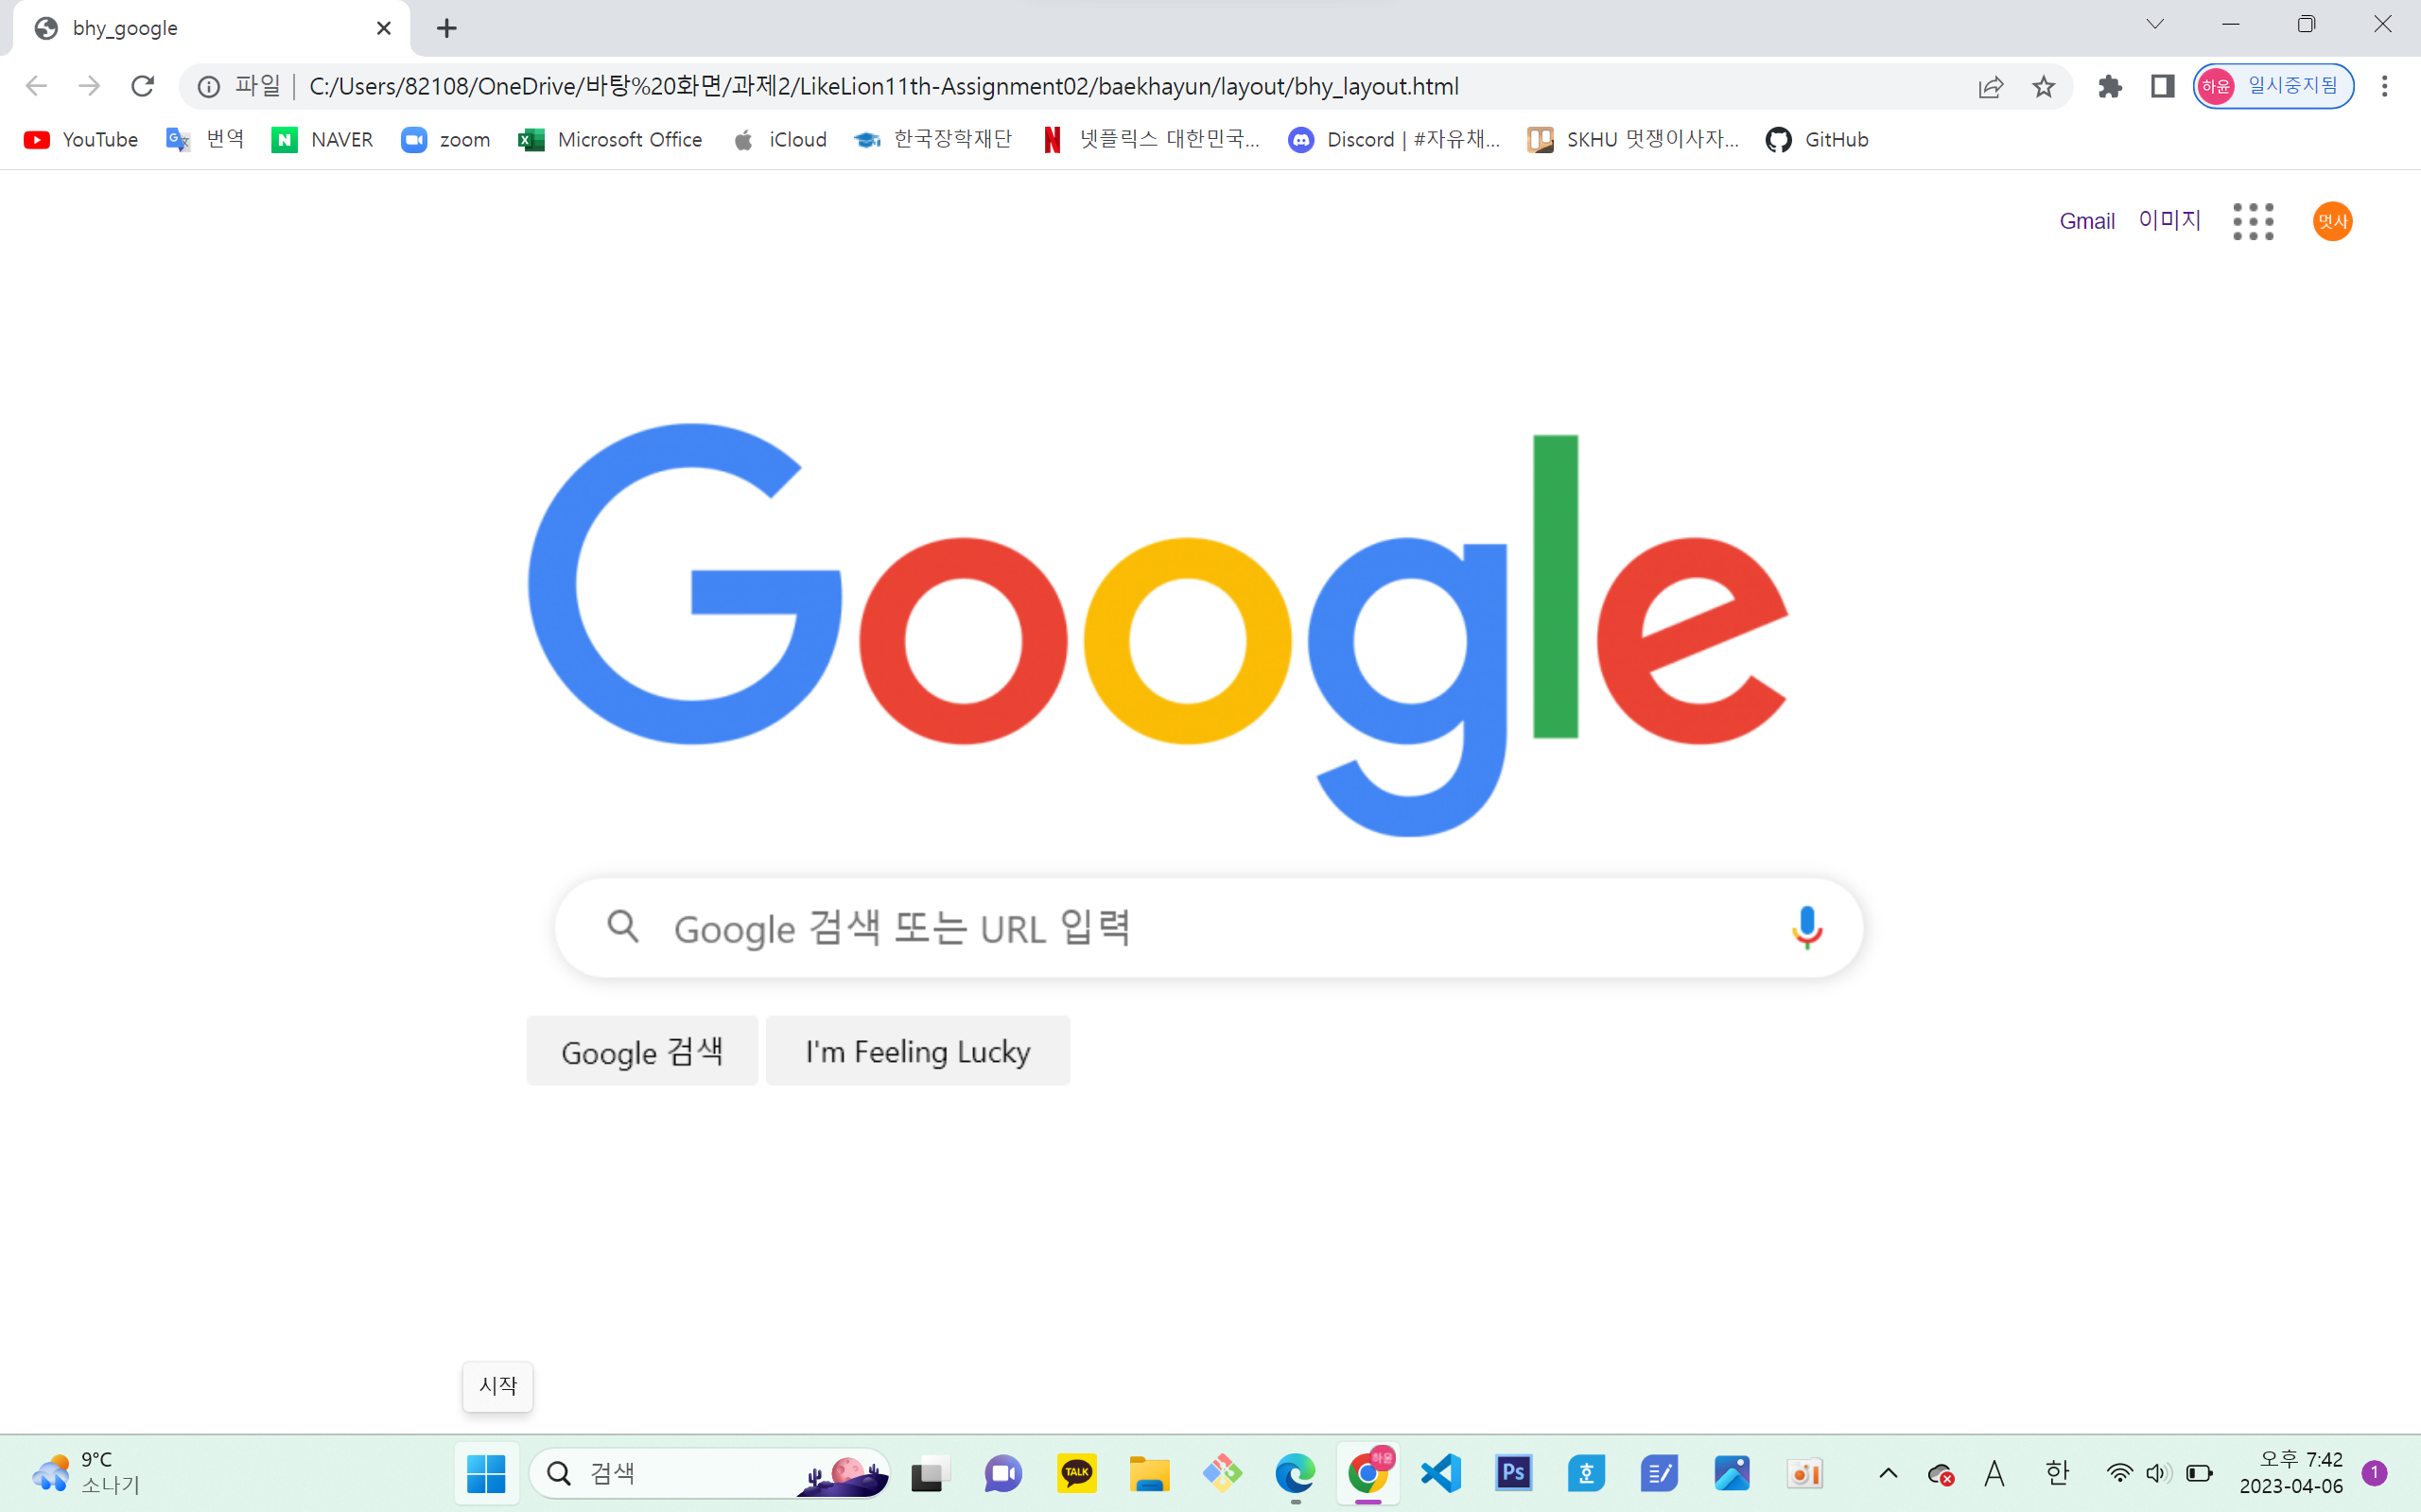 bhy_google
파일 | C:/Users/82108/OneDrive/바탕%20화면/과제2/LikeLion11th-Assignment02/baekhayun/layout/bhy_layout.html 하윤 일시중지됨
YouTube 번역 NAVER zoom Microsoft Office iCloud 한국장학재단 넷플릭스 대한민국... Discord | #자유채... SKHU 멋쟁이사자... GitHub
Gmail 이미지 멋사
Google
Google 검색 또는 URL 입력
Google 검색 I'm Feeling Lucky
시작
9°C
소나기
검색 TALK 하윤 Ps 호 A 한
오후 7:42
2023-04-06
1